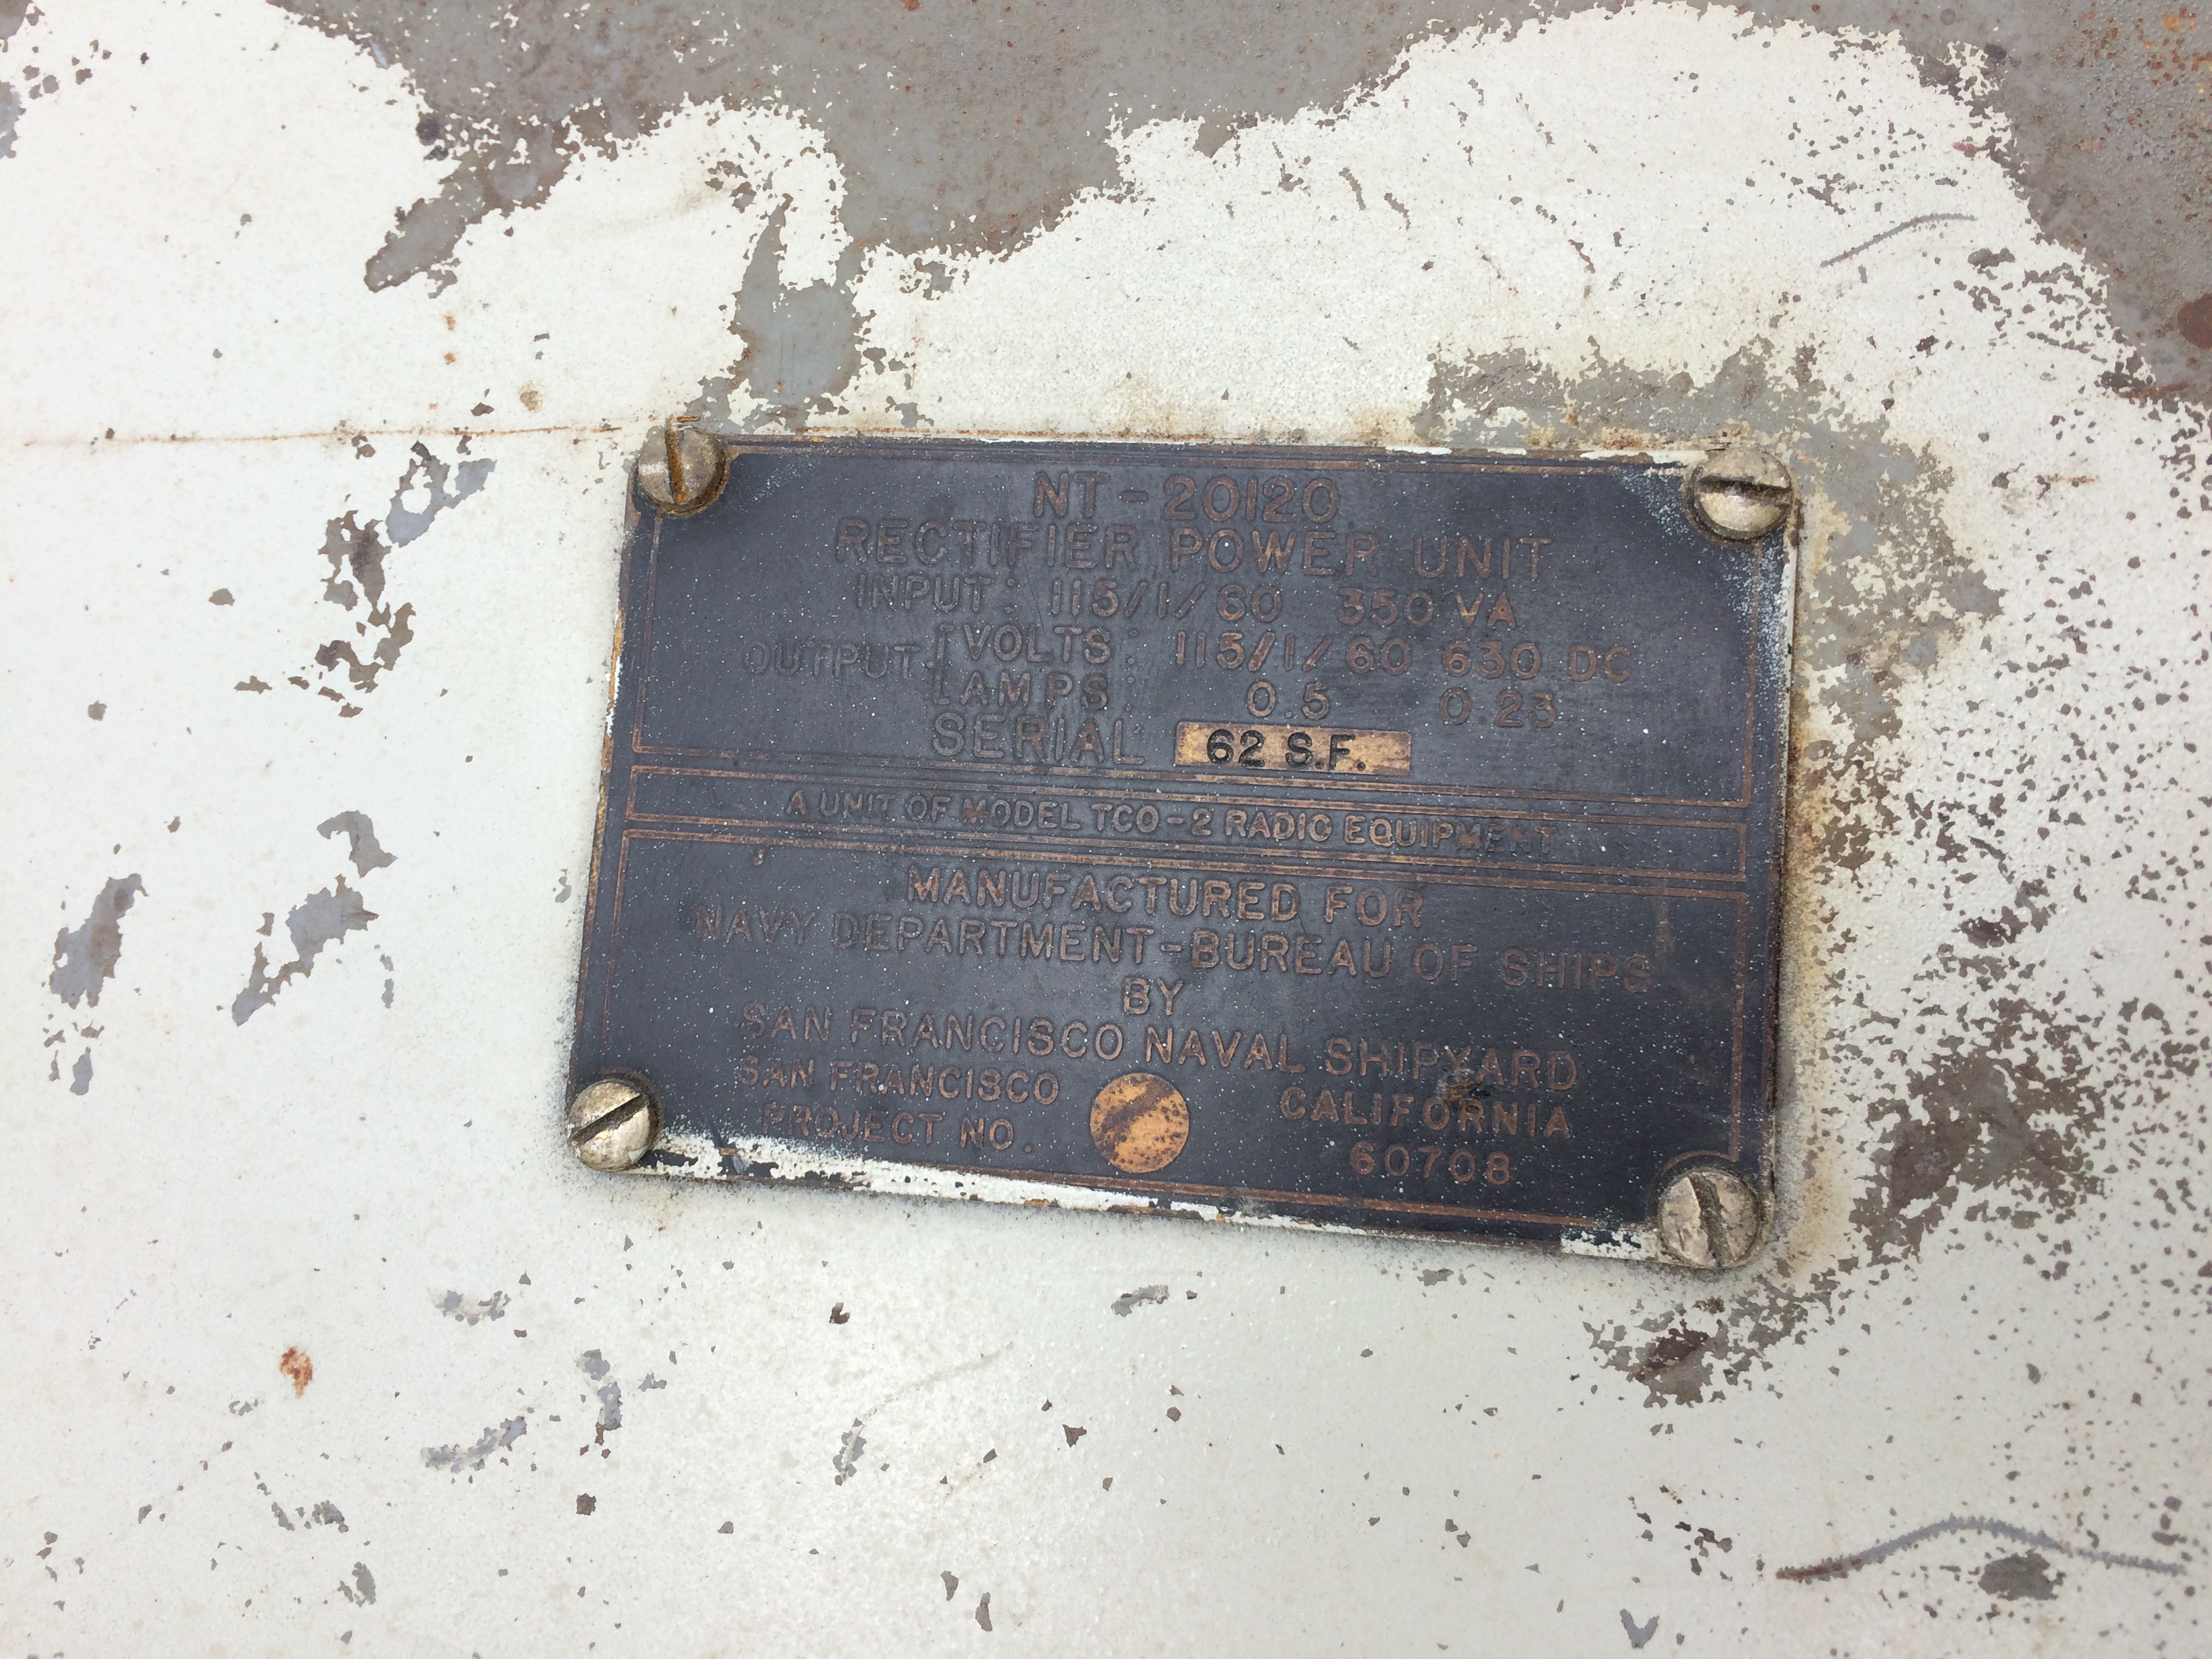 NT-20120
RECTIFIER POWER UNIT
INPUT: 115/1/60 350 VA
OUTPUT { VOLTS: 115/1/60 630 DC
AMPS: 0.5 0.23
SERIAL 62 S.F.
A UNIT OF MODEL TCO-2 RADIO EQUIPMENT
MANUFACTURED FOR
NAVY DEPARTMENT-BUREAU OF SHIPS
BY
SAN FRANCISCO NAVAL SHIPYARD
SAN FRANCISCO CALIFORNIA
PROJECT NO. 60708